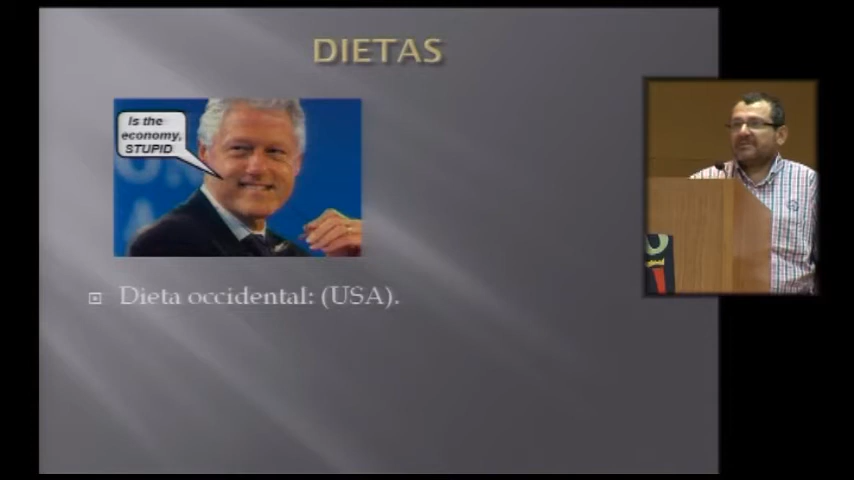 DIETAS
Is the
economy,
STUPID
Dieta occidental: (USA).